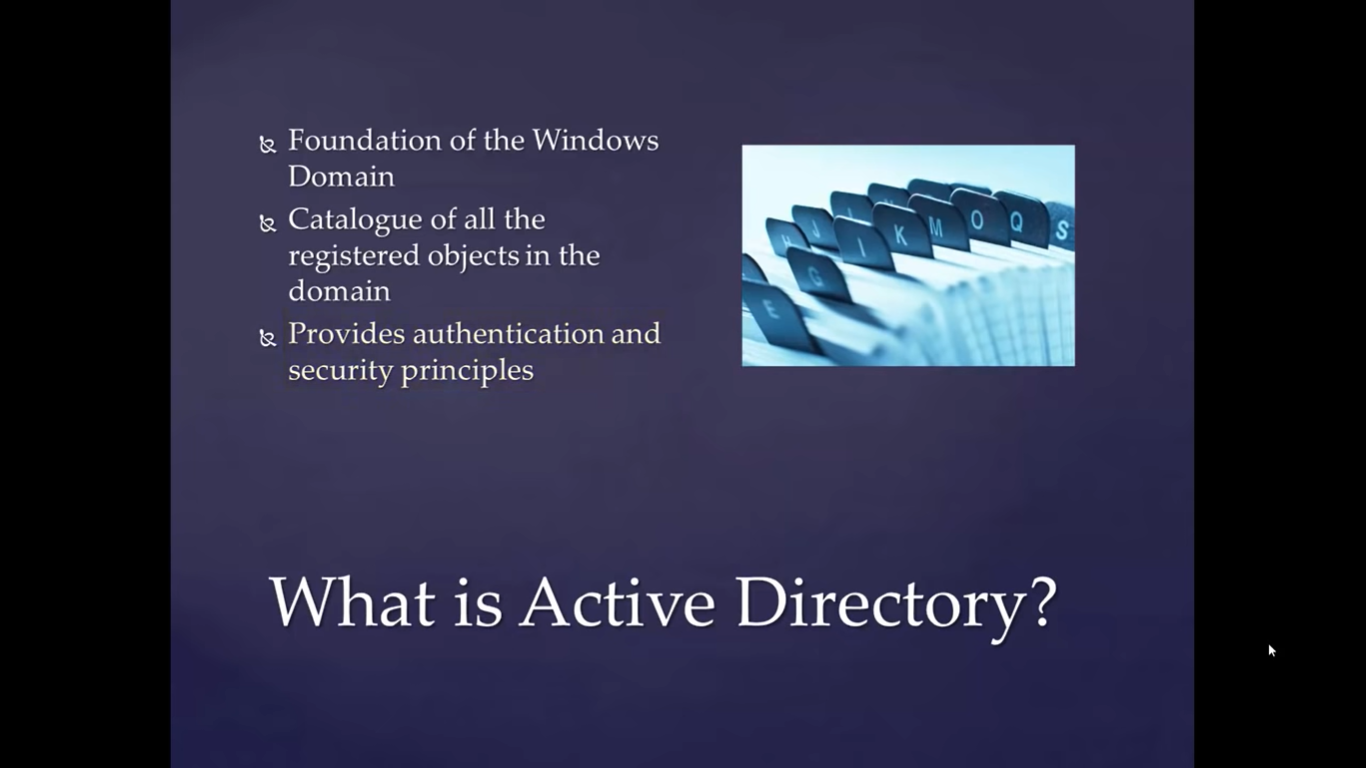 Foundation of the Windows
Domain
Catalogue of all the
registered objects in the
domain
Provides authentication and
security principles
H J I K M O Q S
G
E
What is Active Directory?